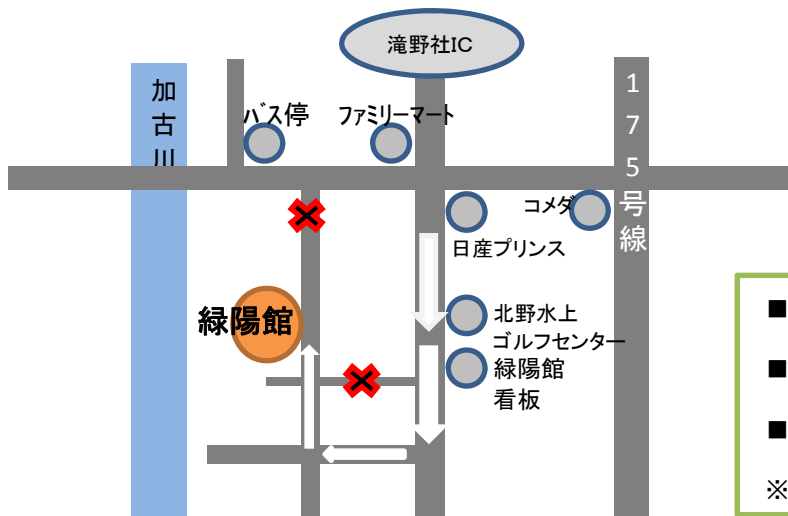 滝野社IC
加古川
バス停
ファミリーマート
175号線
コメダ
日産プリンス
緑陽館
北野水上
ゴルフセンター
緑陽館
看板
■
■
■
※